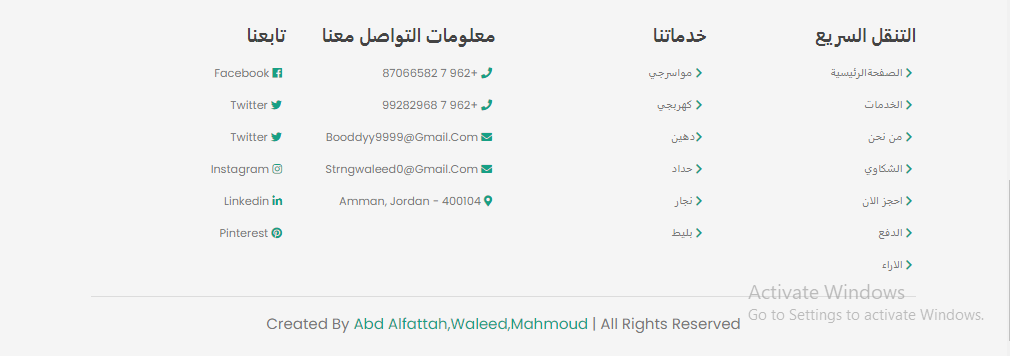 التنقل السريع
الصفحةالرئيسية
الخدمات
من نحن
الشكاوي
احجز الان
الدفع
الاراء
خدماتنا
مواسرجي
كهربجي
دهين
حداد
نجار
بليط
معلومات التواصل معنا
87066582 7 962+
99282968 7 962+
Booddyy9999@Gmail.Com
Strngwaleed0@Gmail.Com
Amman, Jordan - 400104
تابعنا
Facebook
Twitter
Twitter
Instagram
Linkedin
Pinterest
Created By Abd Alfattah,Waleed,Mahmoud | All Rights Reserved
Activate Windows
Go to Settings to activate Windows.